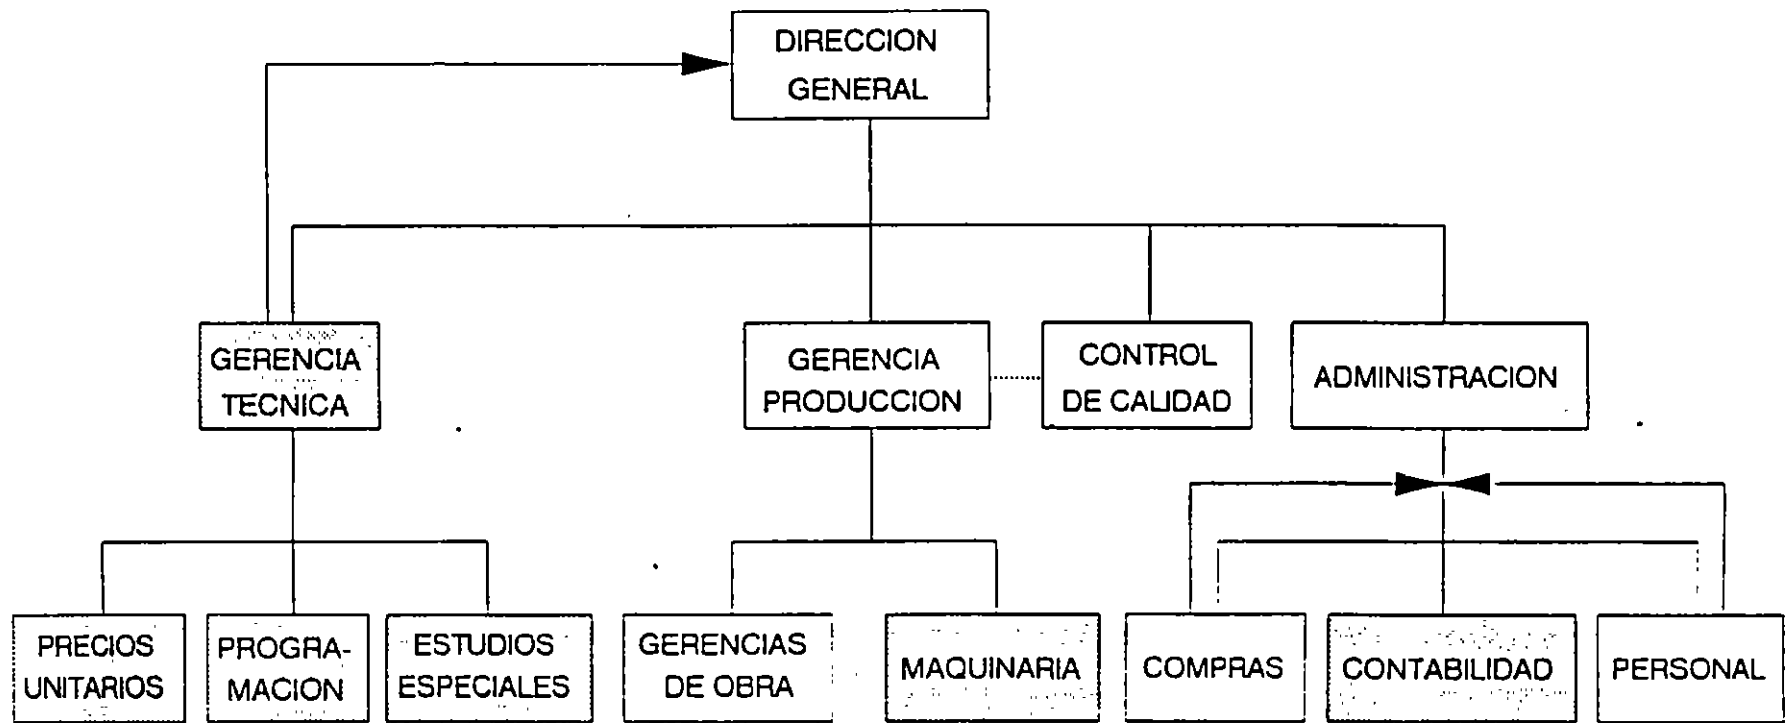 DIRECCION
GENERAL
GERENCIA
TECNICA
GERENCIA
PRODUCCION
CONTROL
DE CALIDAD
ADMINISTRACION
PRECIOS
UNITARIOS
PROGRA-
MACION
ESTUDIOS
ESPECIALES
GERENCIAS
DE OBRA
MAQUINARIA
COMPRAS
CONTABILIDAD
PERSONAL